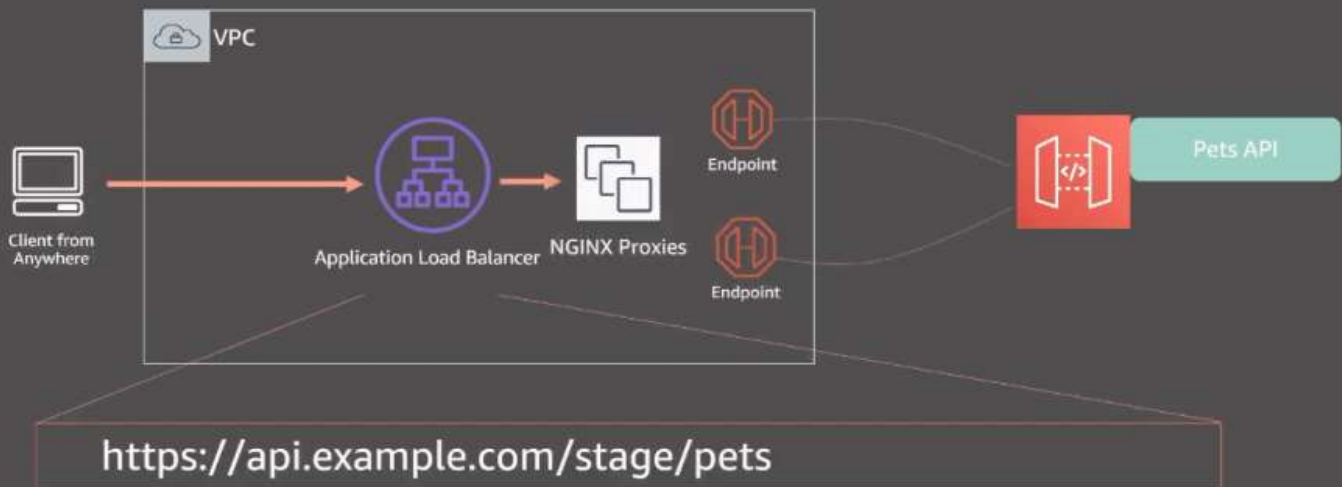 VPC
Client from
Anywhere
Application Load Balancer
NGINX Proxies
Endpoint
Endpoint
</>
Pets API
https://api.example.com/stage/pets